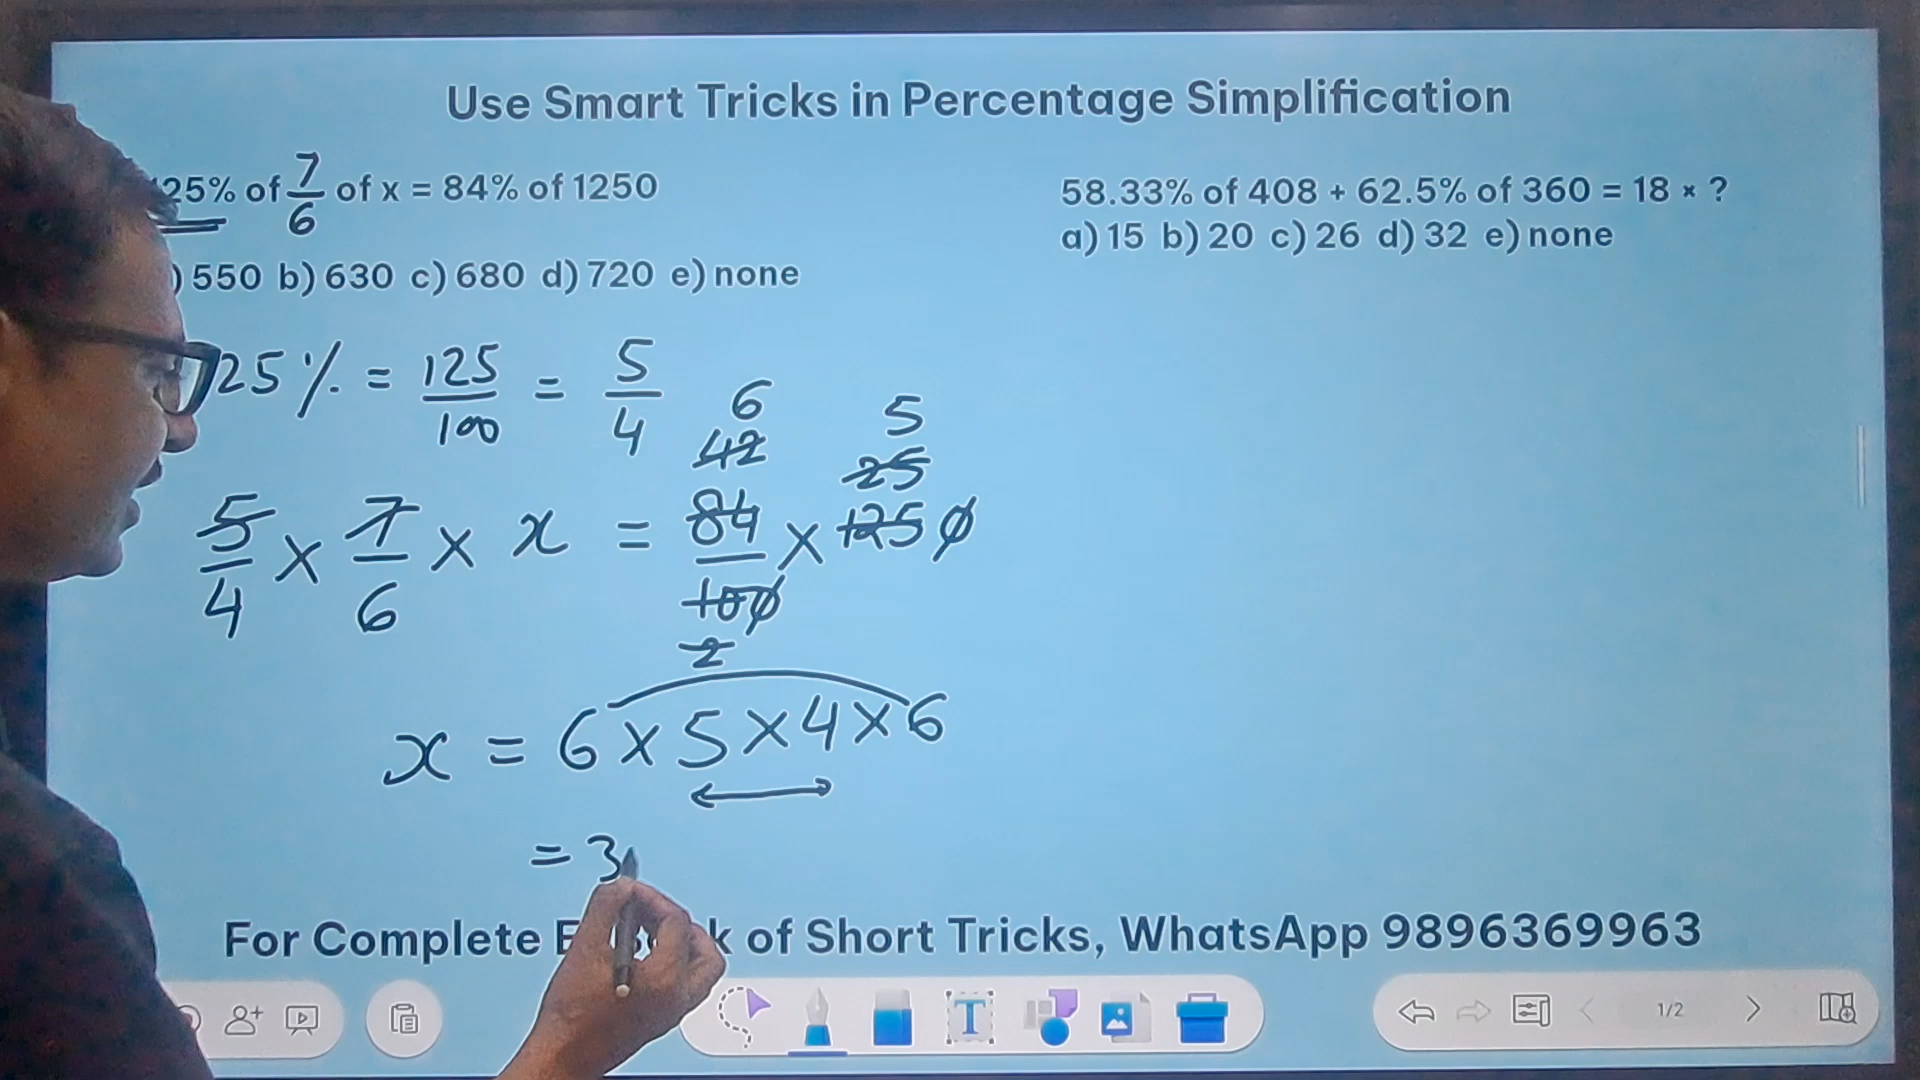 Use Smart Tricks in Percentage Simplification
25% of 7/6 of x = 84% of 1250
) 550 b) 630 c) 680 d) 720 e) none
58.33% of 408 + 62.5% of 360 = 18 × ?
a) 15 b) 20 c) 26 d) 32 e) none
25% = 125/100 = 5/4
6 5
42 25
5/4 × 7/6 × x = 84/100 × 1250
2
x = 6 × 5 × 4 × 6
= 3
For Complete of Short Tricks, WhatsApp 9896369963
T
1/2